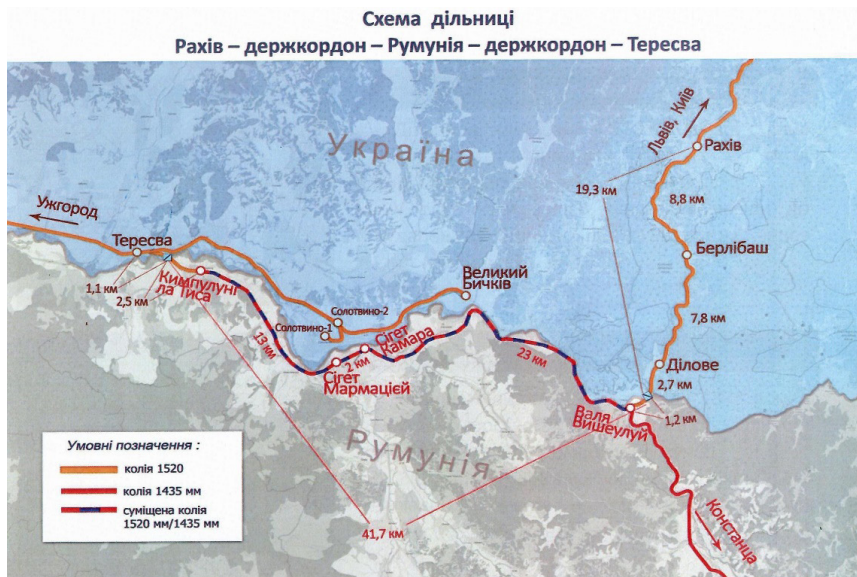 Схема дільниці
Рахів – держкордон – Румунія – держкордон – Тересва
Україна
Львів, Київ
Рахів
19,3 км
8,8 км
Ужгород
Тересва
Берлібаш
1,1 км
2,5 км
Кимпулунг
ла Тиса
Великий
Бичків
Солотвино-2
Солотвино-1
7,8 км
13 км
Сігет
Камара
2 км
23 км
Сігет
Мармацієй
Ділове
2,7 км
Валя
Вишеулуй
1,2 км
Румунія
Умовні позначення :
колія 1520
колія 1435 мм
суміщена колія
1520 мм/1435 мм
41,7 км
Констанца